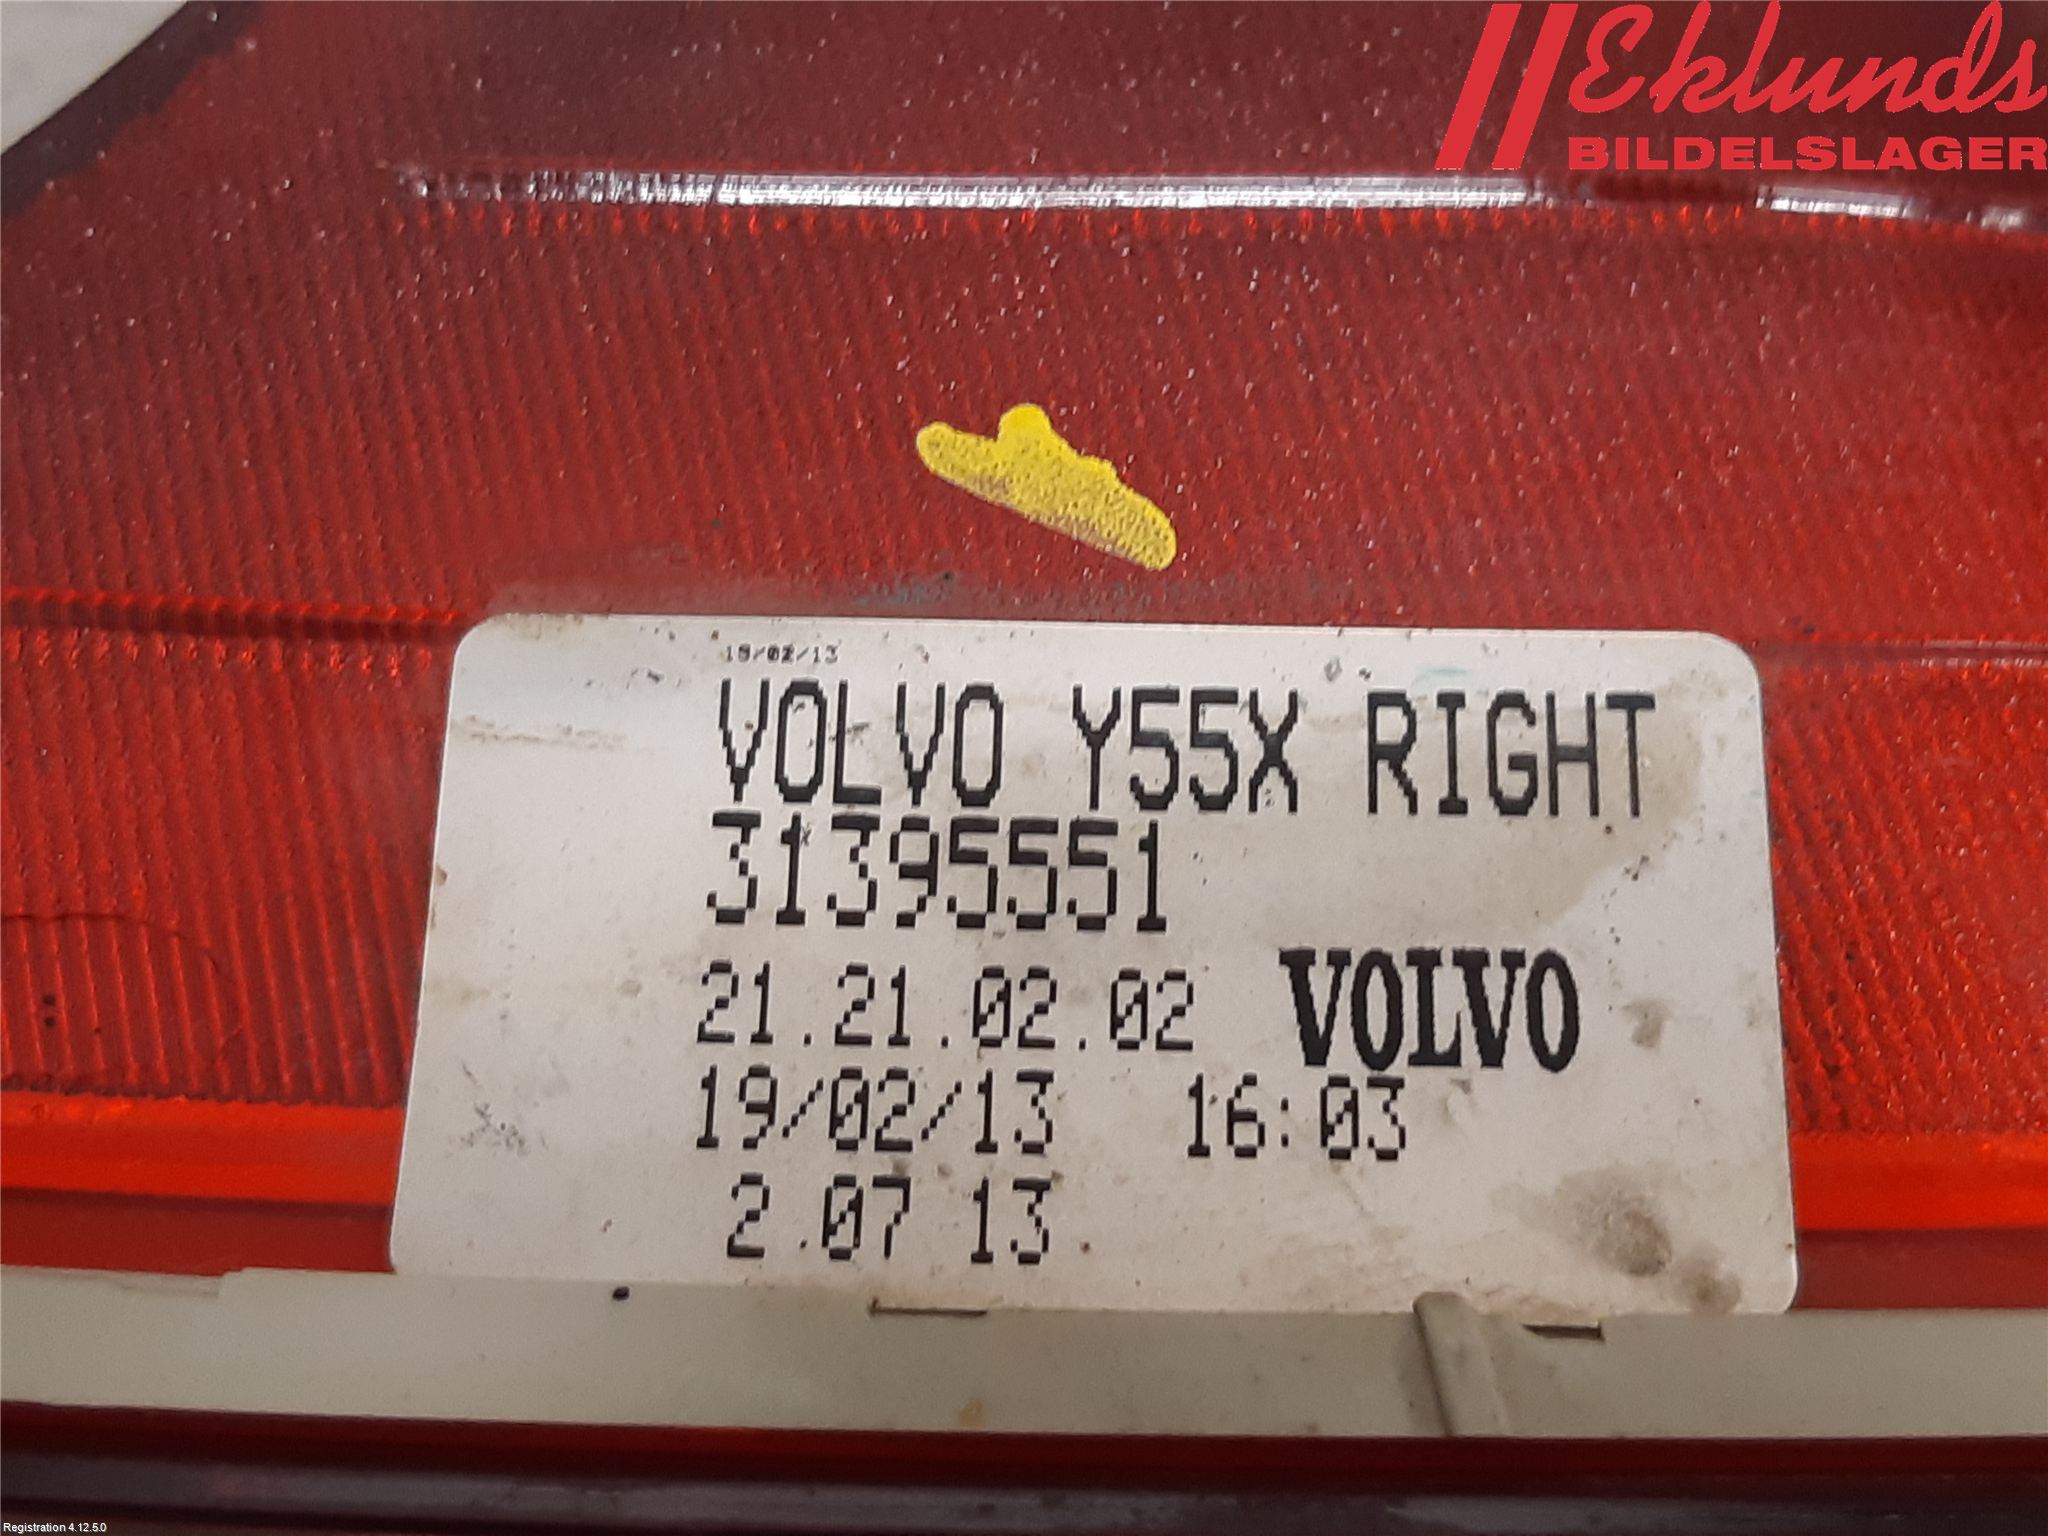 Eklunds
BILDELSLAGER
19/02/13
VOLVO Y55X RIGHT
31395551
21.21.02.02 VOLVO
19/02/13 16:03
2.07 13
Registration 4.12.5.0